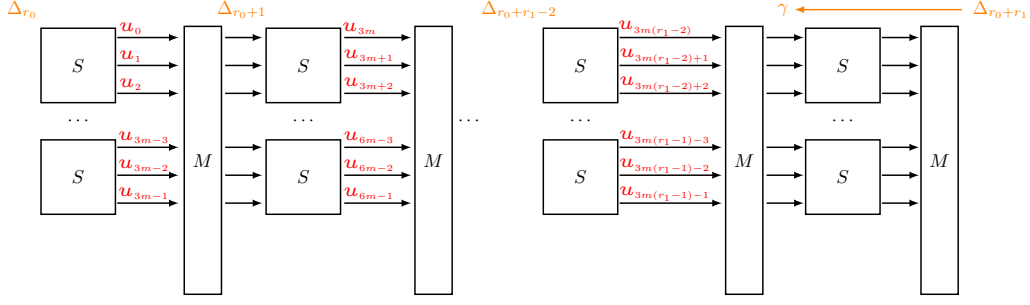 Δ_{r_0} Δ_{r_0+1} Δ_{r_0+r_1-2} γ Δ_{r_0+r_1}
u_0 u_{3m} u_{3m(r_1-2)}
u_1 u_{3m+1} u_{3m(r_1-2)+1}
S S S S
u_2 u_{3m+2} u_{3m(r_1-2)+2}
... ... ... ... ...
u_{3m-3} u_{6m-3} u_{3m(r_1-1)-3}
M M M M
u_{3m-2} u_{6m-2} u_{3m(r_1-1)-2}
S S S S
u_{3m-1} u_{6m-1} u_{3m(r_1-1)-1}